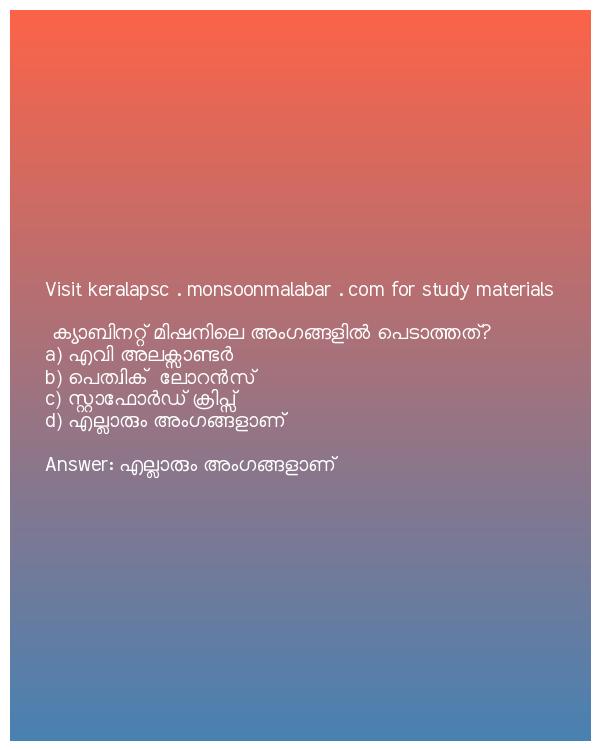 Visit keralapsc . monsoonmalabar . com for study materials
ക്യാബിനറ്റ് മിഷനിലെ അംഗങ്ങളിൽ പെടാത്തത്?
a) എവി അലക്സാണ്ടർ
b) പെത്വിക് ലോറൻസ്
c) സ്റ്റാഫോർഡ് ക്രിപ്സ്
d) എല്ലാരും അംഗങ്ങളാണ്
Answer: എല്ലാരും അംഗങ്ങളാണ്